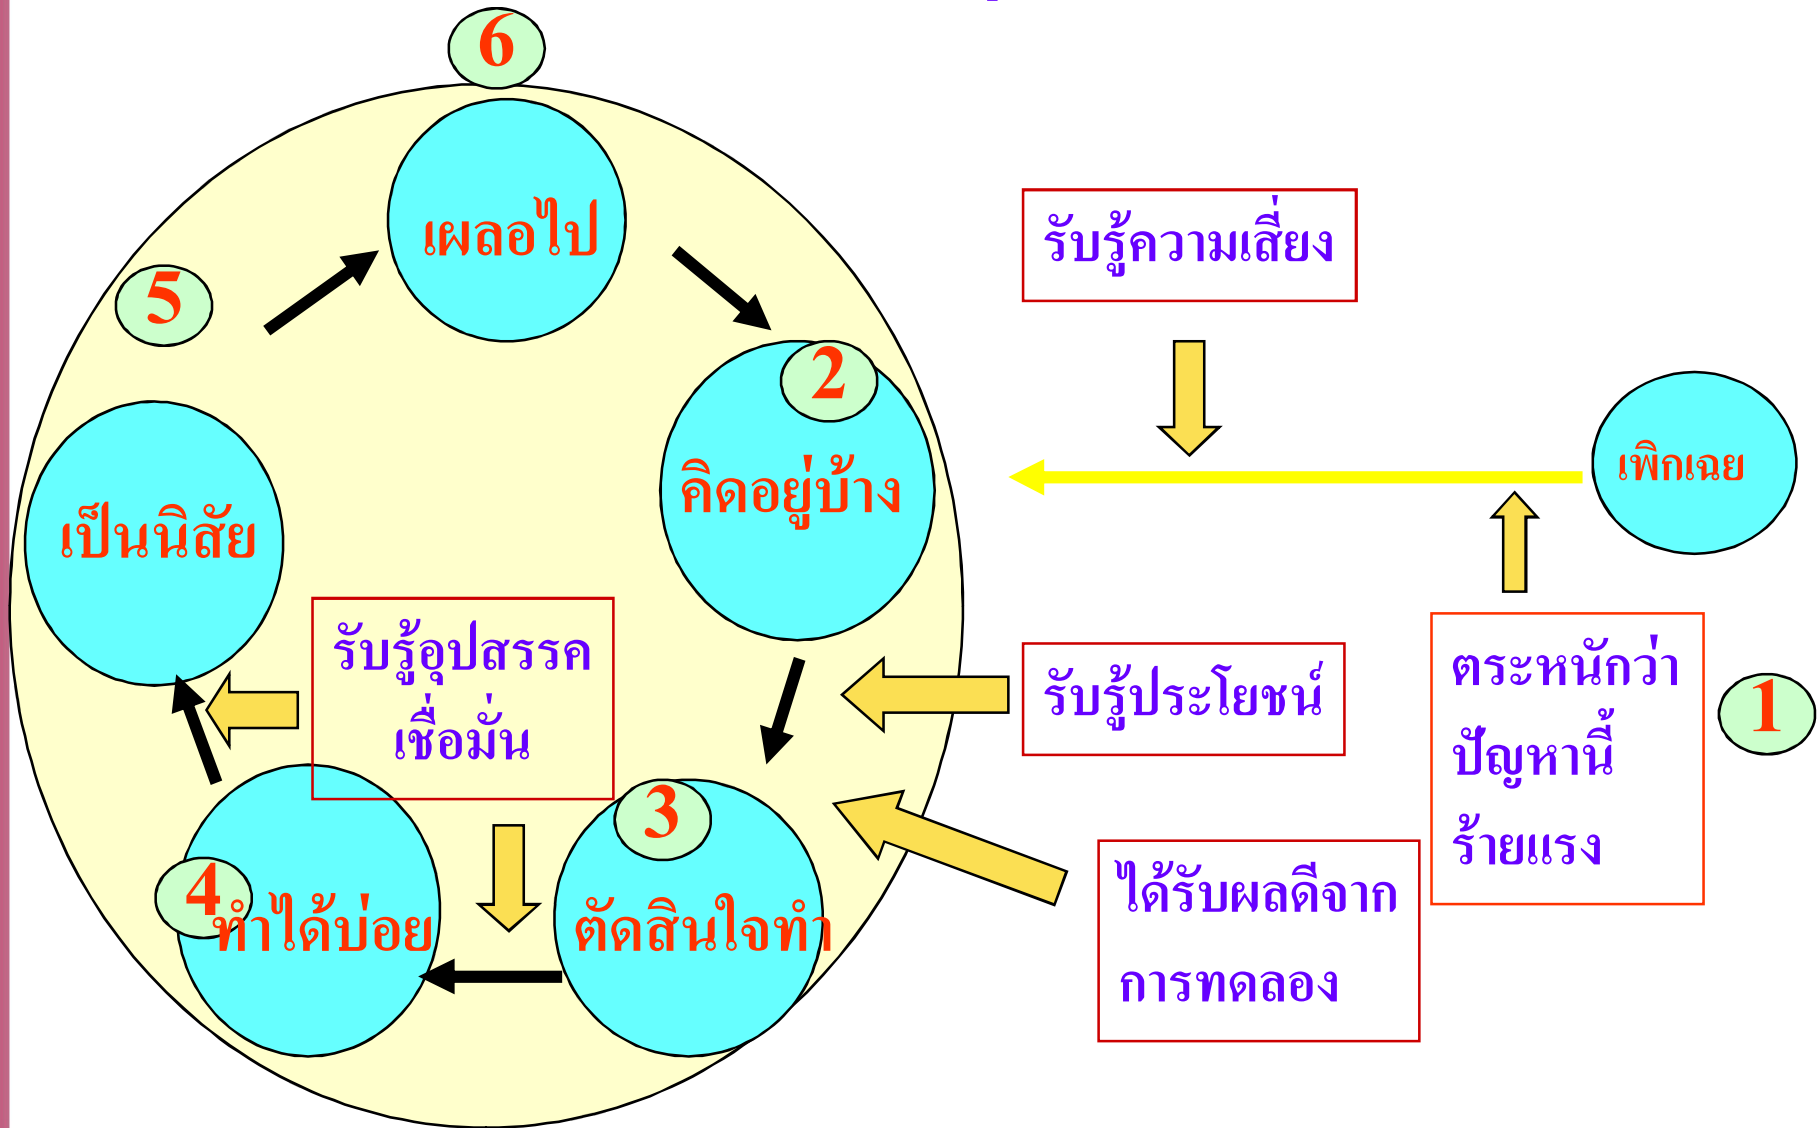 6
เผลอไป
รับรู้ความเสี่ยง
5
2
คิดอยู่บ้าง
เพิกเฉย
เป็นนิสัย
รับรู้อุปสรรค
เชื่อมั่น
รับรู้ประโยชน์
ตระหนักว่า
ปัญหานี้
ร้ายแรง
1
3
ตัดสินใจทำ
4
ทำได้บ่อย
ได้รับผลดีจาก
การทดลอง